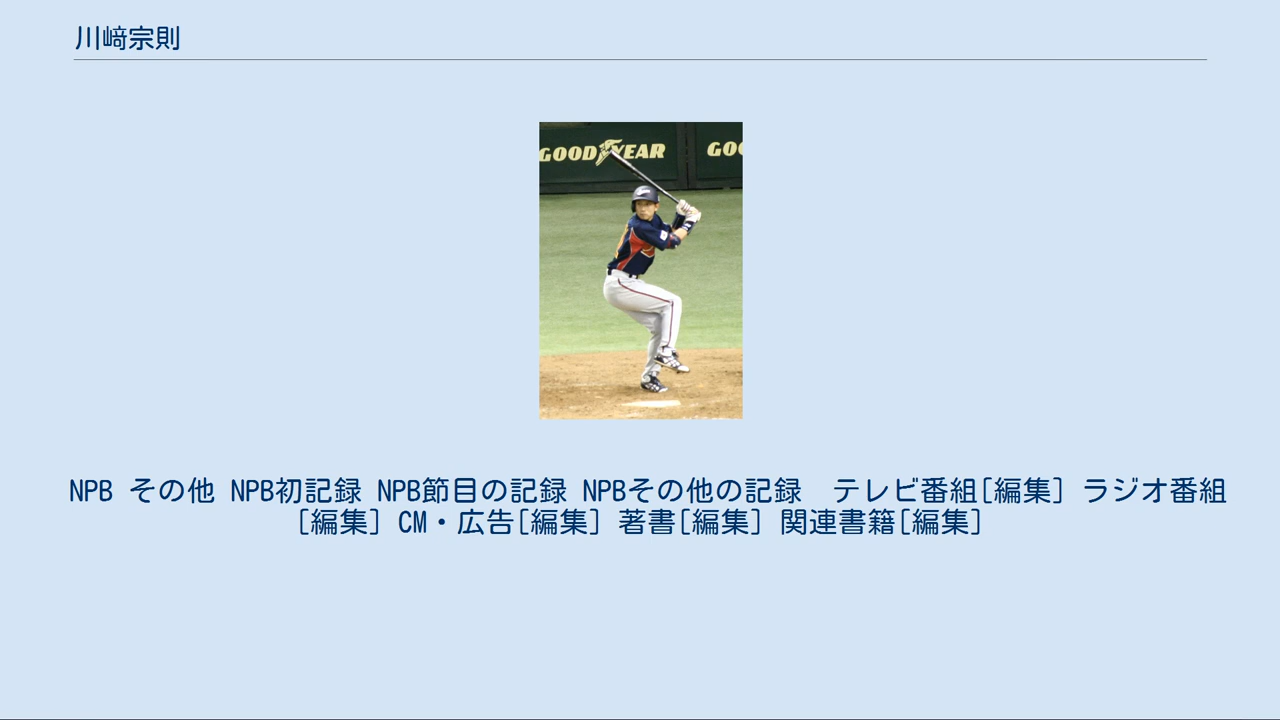 川﨑宗則
GOOD YEAR GOO
NPB その他 NPB初記録 NPB節目の記録 NPBその他の記録　テレビ番組[編集] ラジオ番組
[編集] CM・広告[編集] 著書[編集] 関連書籍[編集]